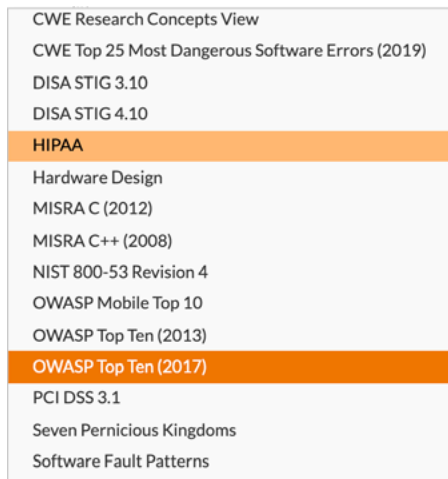 CWE Research Concepts View
CWE Top 25 Most Dangerous Software Errors (2019)
DISA STIG 3.10
DISA STIG 4.10
HIPAA
Hardware Design
MISRA C (2012)
MISRA C++ (2008)
NIST 800-53 Revision 4
OWASP Mobile Top 10
OWASP Top Ten (2013)
OWASP Top Ten (2017)
PCI DSS 3.1
Seven Pernicious Kingdoms
Software Fault Patterns